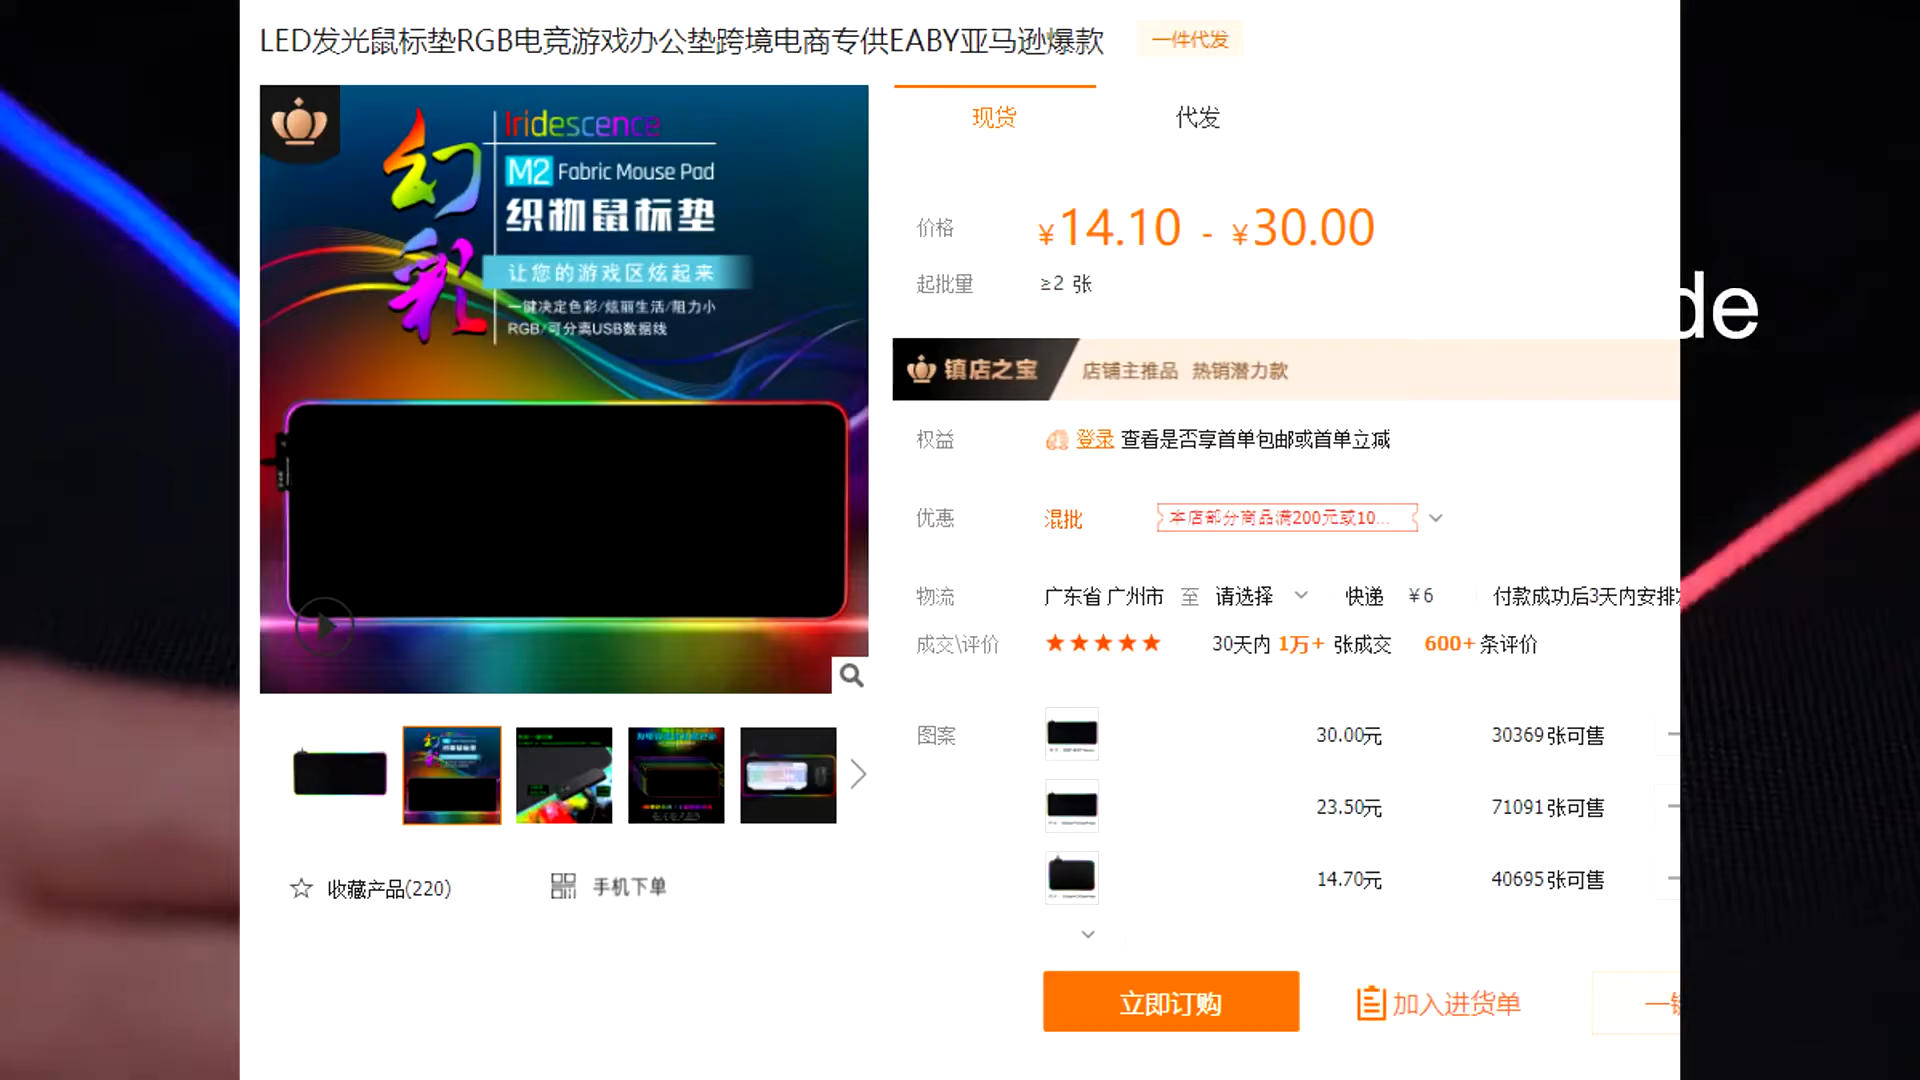 LED发光鼠标垫RGB电竞游戏办公垫跨境电商专供EABY亚马逊爆款
一件代发
幻彩
Iridescence
M2 Fabric Mouse Pad
织物鼠标垫
让您的游戏区炫起来
一键决定色彩/炫丽生活/阻力小
RGB/可分离USB数据线
现货
代发
价格
¥14.10 - ¥30.00
起批量
≥2 张
镇店之宝
店铺主推品 热销潜力款
de
权益
登录 查看是否享首单包邮或首单立减
优惠
混批
本店部分商品满200元或10...
物流
广东省 广州市 至 请选择 快递 ¥6 付款成功后3天内安排
成交\评价
30天内 1万+ 张成交 600+ 条评价
图案
30.00元 30369张可售
23.50元 71091张可售
14.70元 40695张可售
收藏产品(220)
手机下单
立即订购
加入进货单
一